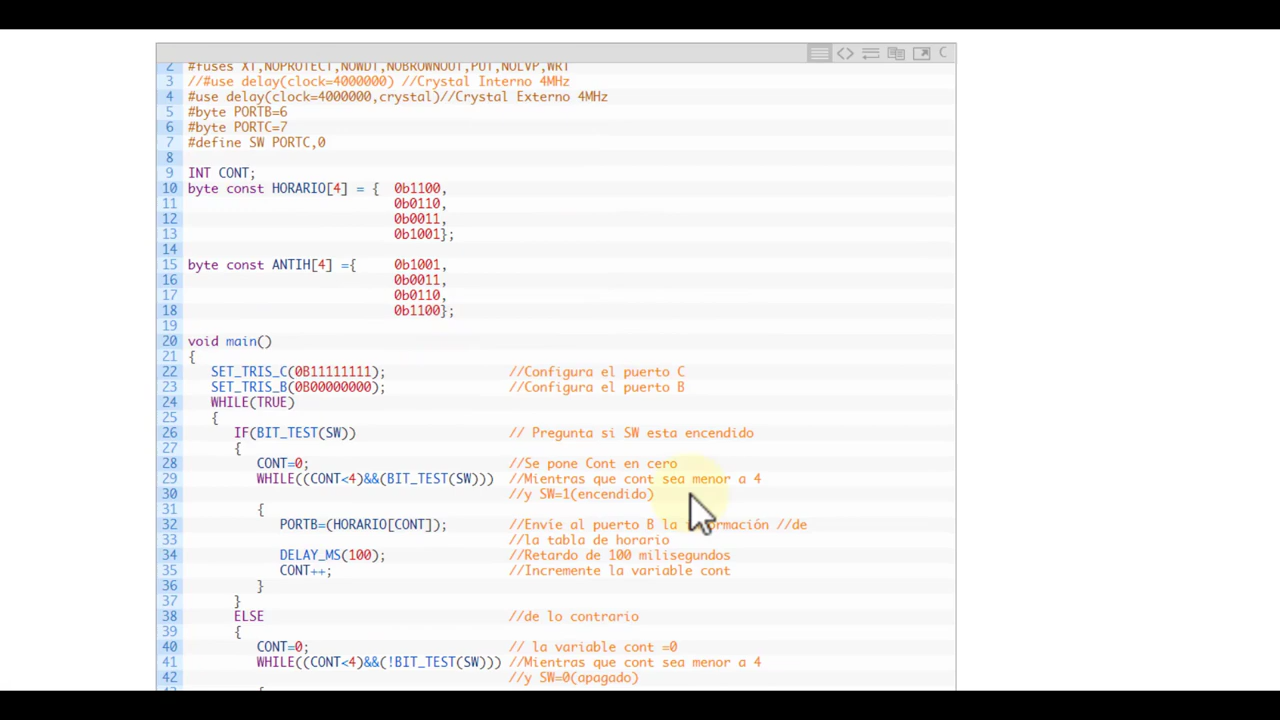 C
2 #fuses XT,NOPROTECT,NOWDT,NOBROWNOUT,PUT,NOLVP,WRT
3 //#use delay(clock=4000000) //Crystal Interno 4MHz
4 #use delay(clock=4000000,crystal)//Crystal Externo 4MHz
5 #byte PORTB=6
6 #byte PORTC=7
7 #define SW PORTC,0
8
9 INT CONT;
10 byte const HORARIO[4] = { 0b1100,
11 0b0110,
12 0b0011,
13 0b1001};
14
15 byte const ANTIH[4] ={ 0b1001,
16 0b0011,
17 0b0110,
18 0b1100};
19
20 void main()
21 {
22 SET_TRIS_C(0B11111111); //Configura el puerto C
23 SET_TRIS_B(0B00000000); //Configura el puerto B
24 WHILE(TRUE)
25 {
26 IF(BIT_TEST(SW)) // Pregunta si SW esta encendido
27 {
28 CONT=0; //Se pone Cont en cero
29 WHILE((CONT<4)&&(BIT_TEST(SW))) //Mientras que cont sea menor a 4
30 //y SW=1(encendido)
31 {
32 PORTB=(HORARIO[CONT]); //Envíe al puerto B la información //de
33 //la tabla de horario
34 DELAY_MS(100); //Retardo de 100 milisegundos
35 CONT++; //Incremente la variable cont
36 }
37 }
38 ELSE //de lo contrario
39 {
40 CONT=0; // la variable cont =0
41 WHILE((CONT<4)&&(!BIT_TEST(SW))) //Mientras que cont sea menor a 4
42 //y SW=0(apagado)